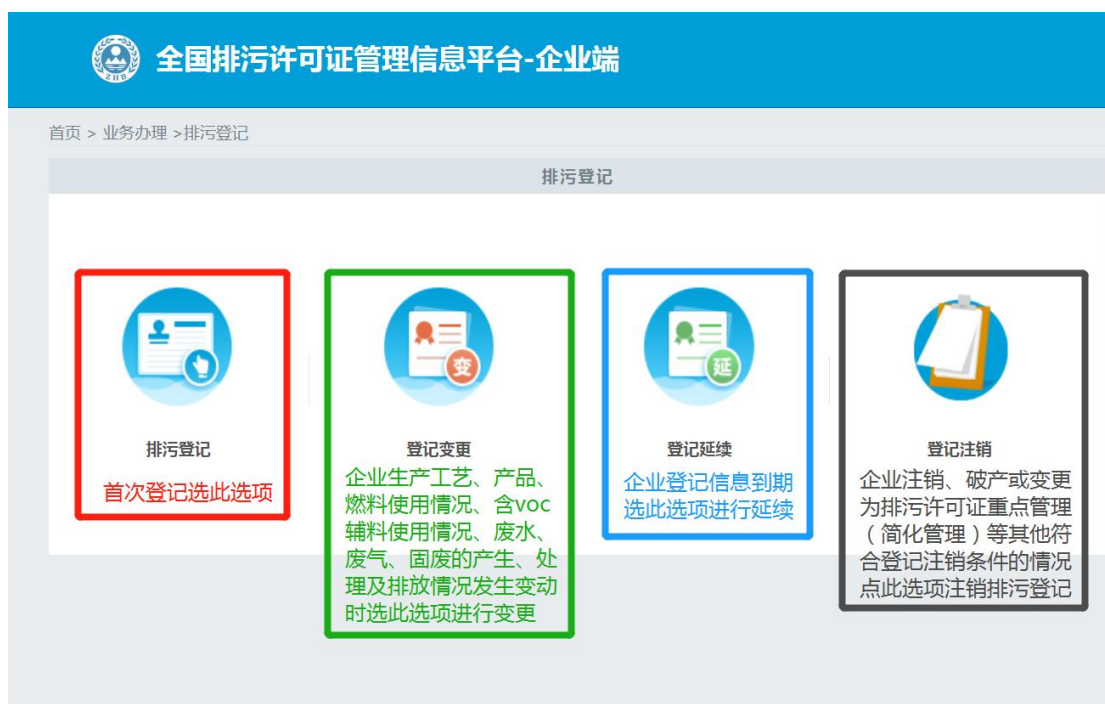 ZHB
全国排污许可证管理信息平台-企业端
首页 > 业务办理 >排污登记
排污登记
排污登记
首次登记选此选项
变
登记变更
企业生产工艺、产品、
燃料使用情况、含voc
辅料使用情况、废水、
废气、固废的产生、处
理及排放情况发生变动
时选此选项进行变更
延
登记延续
企业登记信息到期
选此选项进行延续
登记注销
企业注销、破产或变更
为排污许可证重点管理
（简化管理）等其他符
合登记注销条件的情况
点此选项注销排污登记